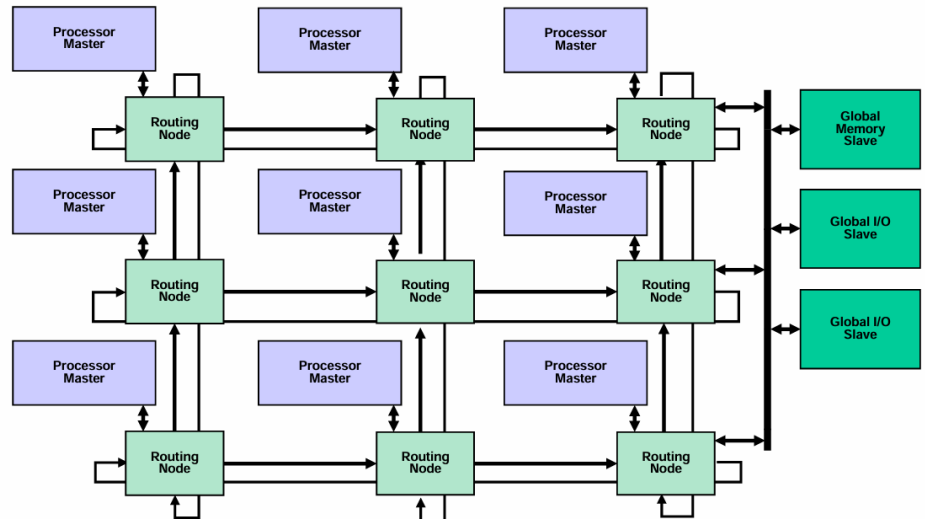 Processor
Master
Processor
Master
Processor
Master
Routing
Node
Routing
Node
Routing
Node
Global
Memory
Slave
Processor
Master
Processor
Master
Processor
Master
Global I/O
Slave
Routing
Node
Routing
Node
Routing
Node
Global I/O
Slave
Processor
Master
Processor
Master
Processor
Master
Routing
Node
Routing
Node
Routing
Node